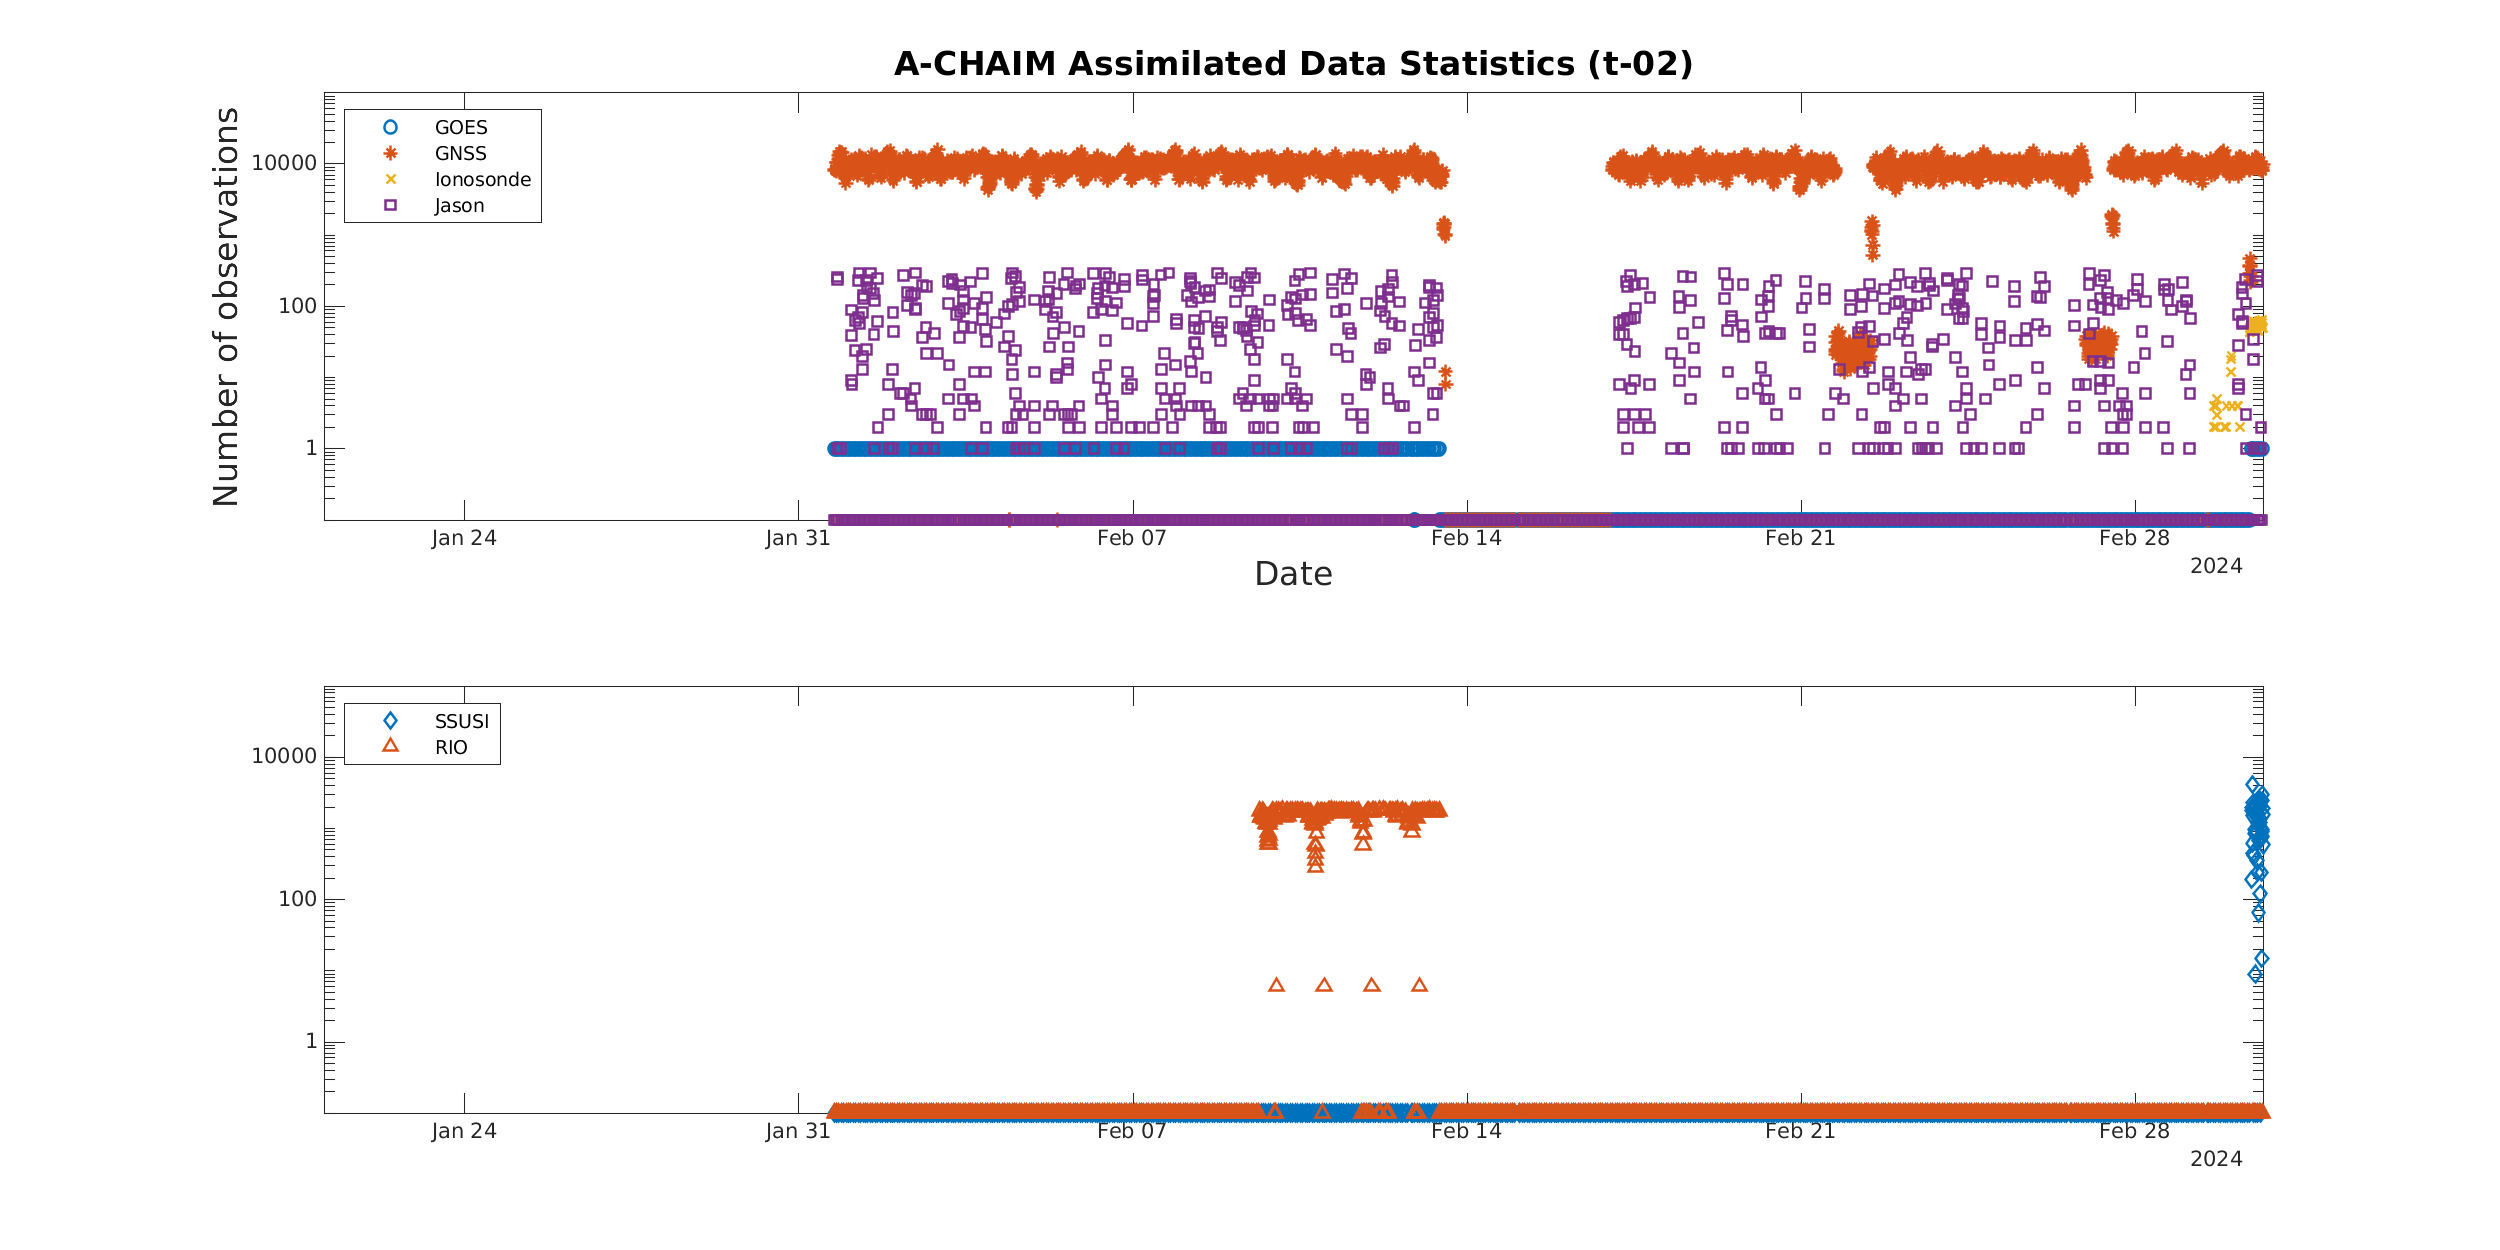 A-CHAIM Assimilated Data Statistics (t-02)
Number of observations
10000
100
1
GOES
GNSS
Ionosonde
Jason
Jan 24
Jan 31
Feb 07
Feb 14
Feb 21
Feb 28
Date
2024
10000
100
1
SSUSI
RIO
Jan 24
Jan 31
Feb 07
Feb 14
Feb 21
Feb 28
2024